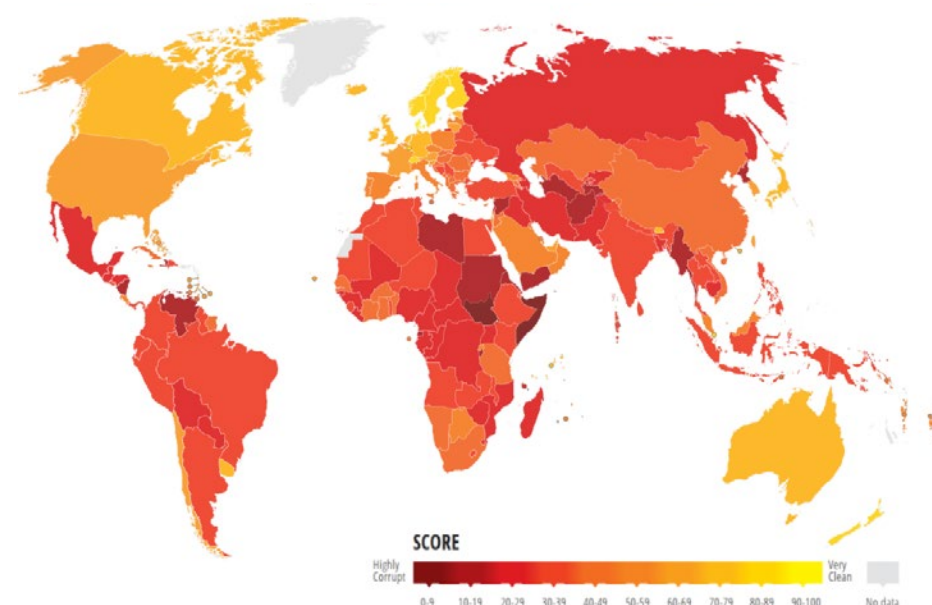 SCORE
Highly
Corrupt
Very
Clean
0-9 10-19 20-29 30-39 40-49 50-59 60-69 70-79 80-89 90-100 No data